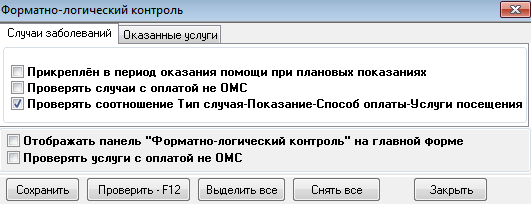 Форматно-логический контроль
Случаи заболеваний Оказанные услуги
Прикреплён в период оказания помощи при плановых показаниях
Проверять случаи с оплатой не ОМС
Проверять соотношение Тип случая-Показание-Способ оплаты-Услуги посещения
Отображать панель "Форматно-логический контроль" на главной форме
Проверять услуги с оплатой не ОМС
Сохранить Проверить - F12 Выделить все Снять все Закрыть